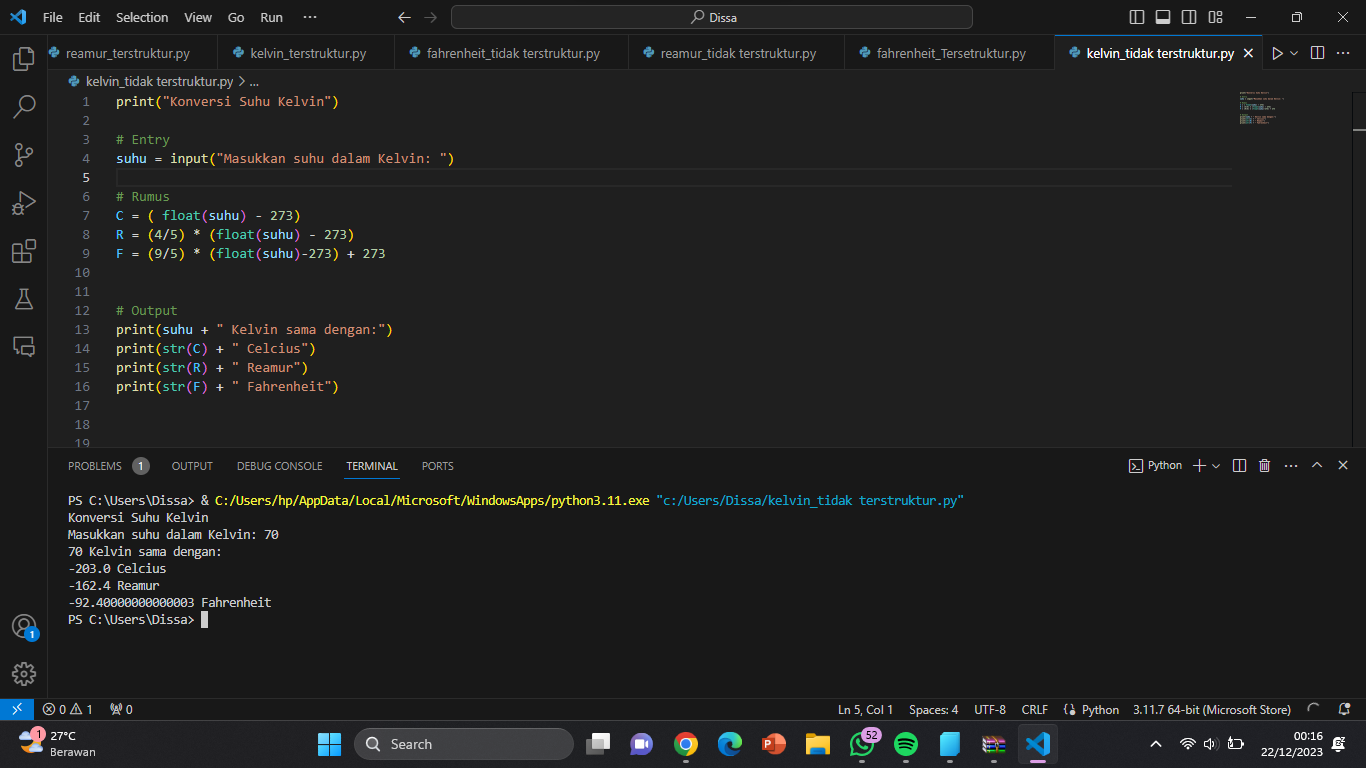 File Edit Selection View Go Run ··· Dissa
reamur_terstruktur.py kelvin_terstruktur.py fahrenheit_tidak terstruktur.py reamur_tidak terstruktur.py fahrenheit_Tersetruktur.py kelvin_tidak terstruktur.py
kelvin_tidak terstruktur.py > ...
1 print("Konversi Suhu Kelvin")
2
3 # Entry
4 suhu = input("Masukkan suhu dalam Kelvin: ")
5
6 # Rumus
7 C = ( float(suhu) - 273)
8 R = (4/5) * (float(suhu) - 273)
9 F = (9/5) * (float(suhu)-273) + 273
10
11
12 # Output
13 print(suhu + " Kelvin sama dengan:")
14 print(str(C) + " Celcius")
15 print(str(R) + " Reamur")
16 print(str(F) + " Fahrenheit")
17
18
19
PROBLEMS 1 OUTPUT DEBUG CONSOLE TERMINAL PORTS Python
PS C:\Users\Dissa> & C:/Users/hp/AppData/Local/Microsoft/WindowsApps/python3.11.exe "c:/Users/Dissa/kelvin_tidak terstruktur.py"
Konversi Suhu Kelvin
Masukkan suhu dalam Kelvin: 70
70 Kelvin sama dengan:
-203.0 Celcius
-162.4 Reamur
-92.40000000000003 Fahrenheit
PS C:\Users\Dissa>
1
0 1 0 Ln 5, Col 1 Spaces: 4 UTF-8 CRLF Python 3.11.7 64-bit (Microsoft Store)
1 27°C
Berawan
Search
52
00:16
22/12/2023